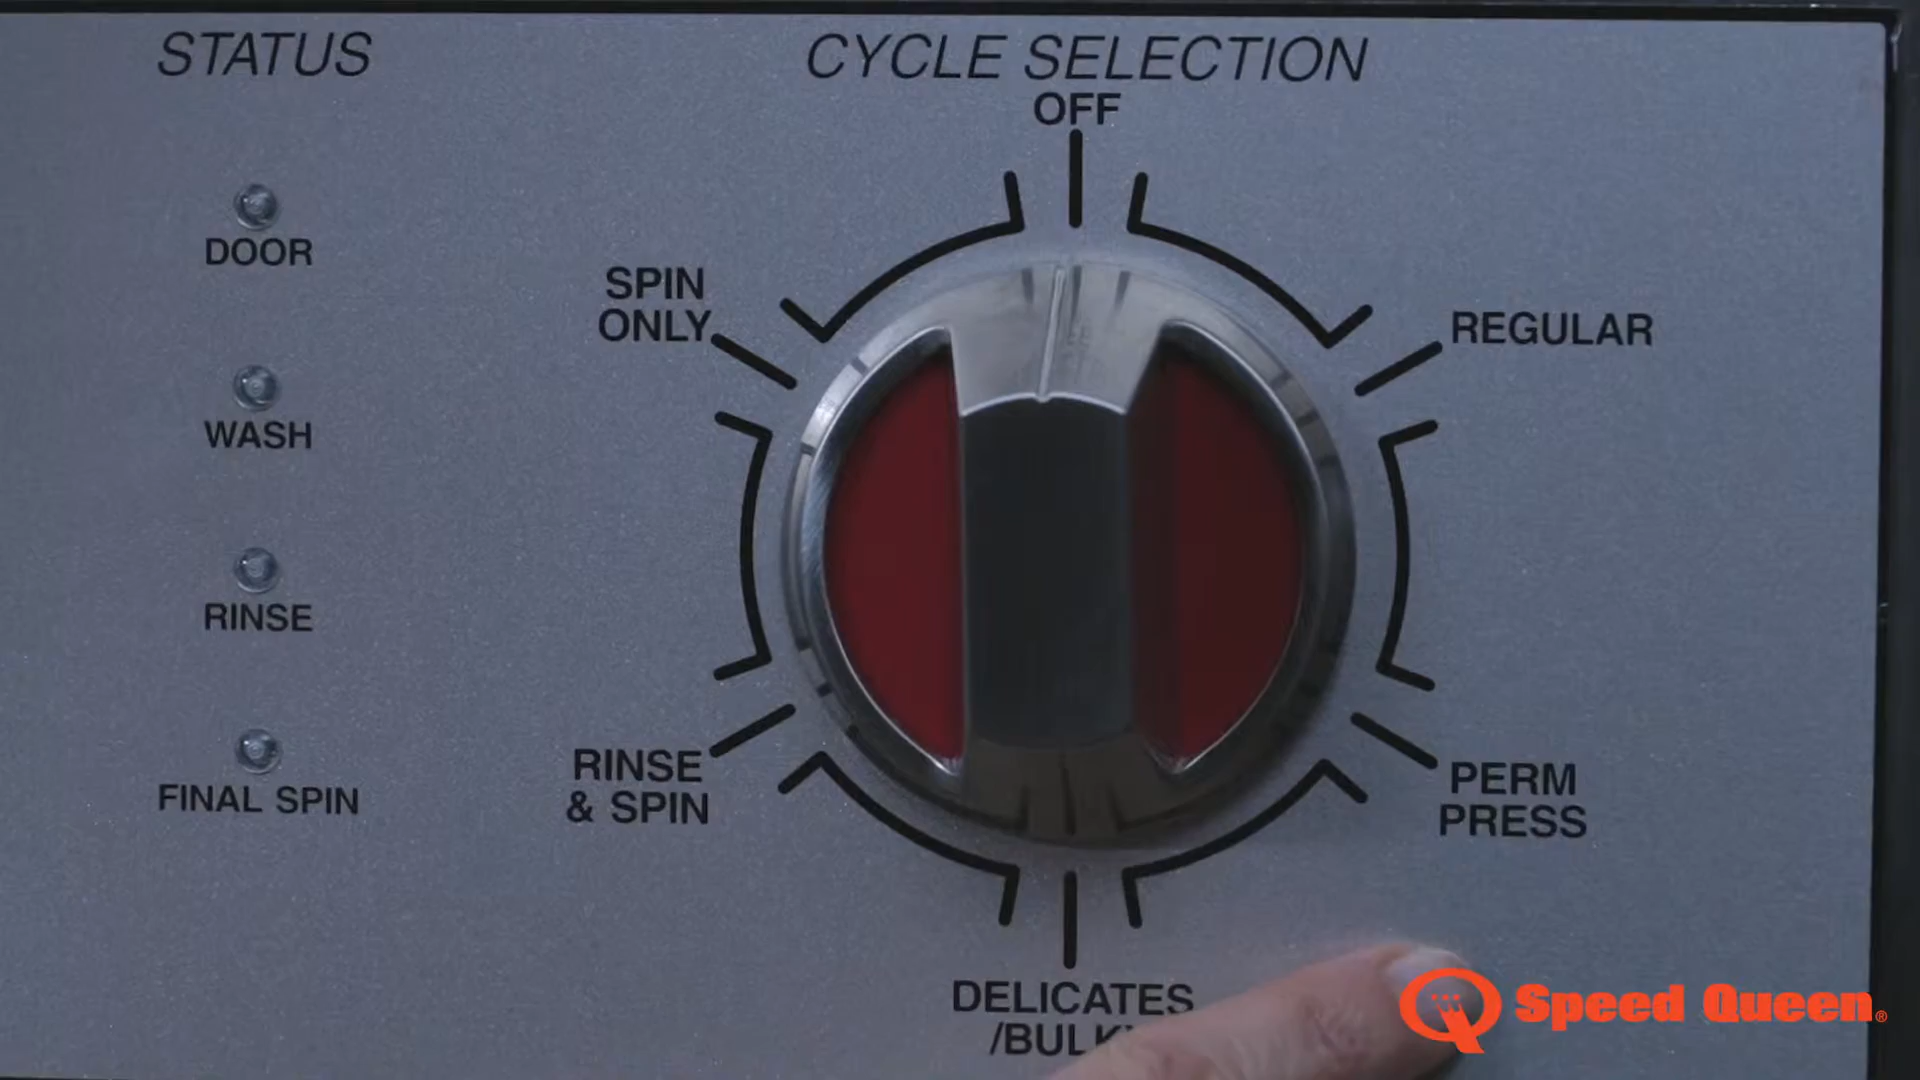 STATUS
CYCLE SELECTION
OFF
DOOR
SPIN
ONLY
REGULAR
WASH
RINSE
RINSE
& SPIN
PERM
PRESS
FINAL SPIN
DELICATES
Speed Queen®